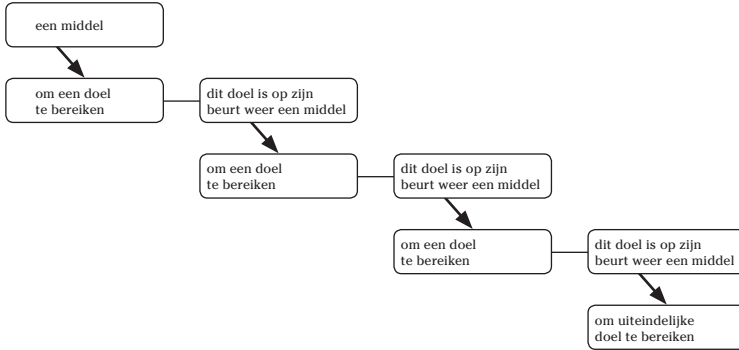 een middel
om een doel
te bereiken
dit doel is op zijn
beurt weer een middel
om een doel
te bereiken
dit doel is op zijn
beurt weer een middel
om een doel
te bereiken
dit doel is op zijn
beurt weer een middel
om uiteindelijke
doel te bereiken